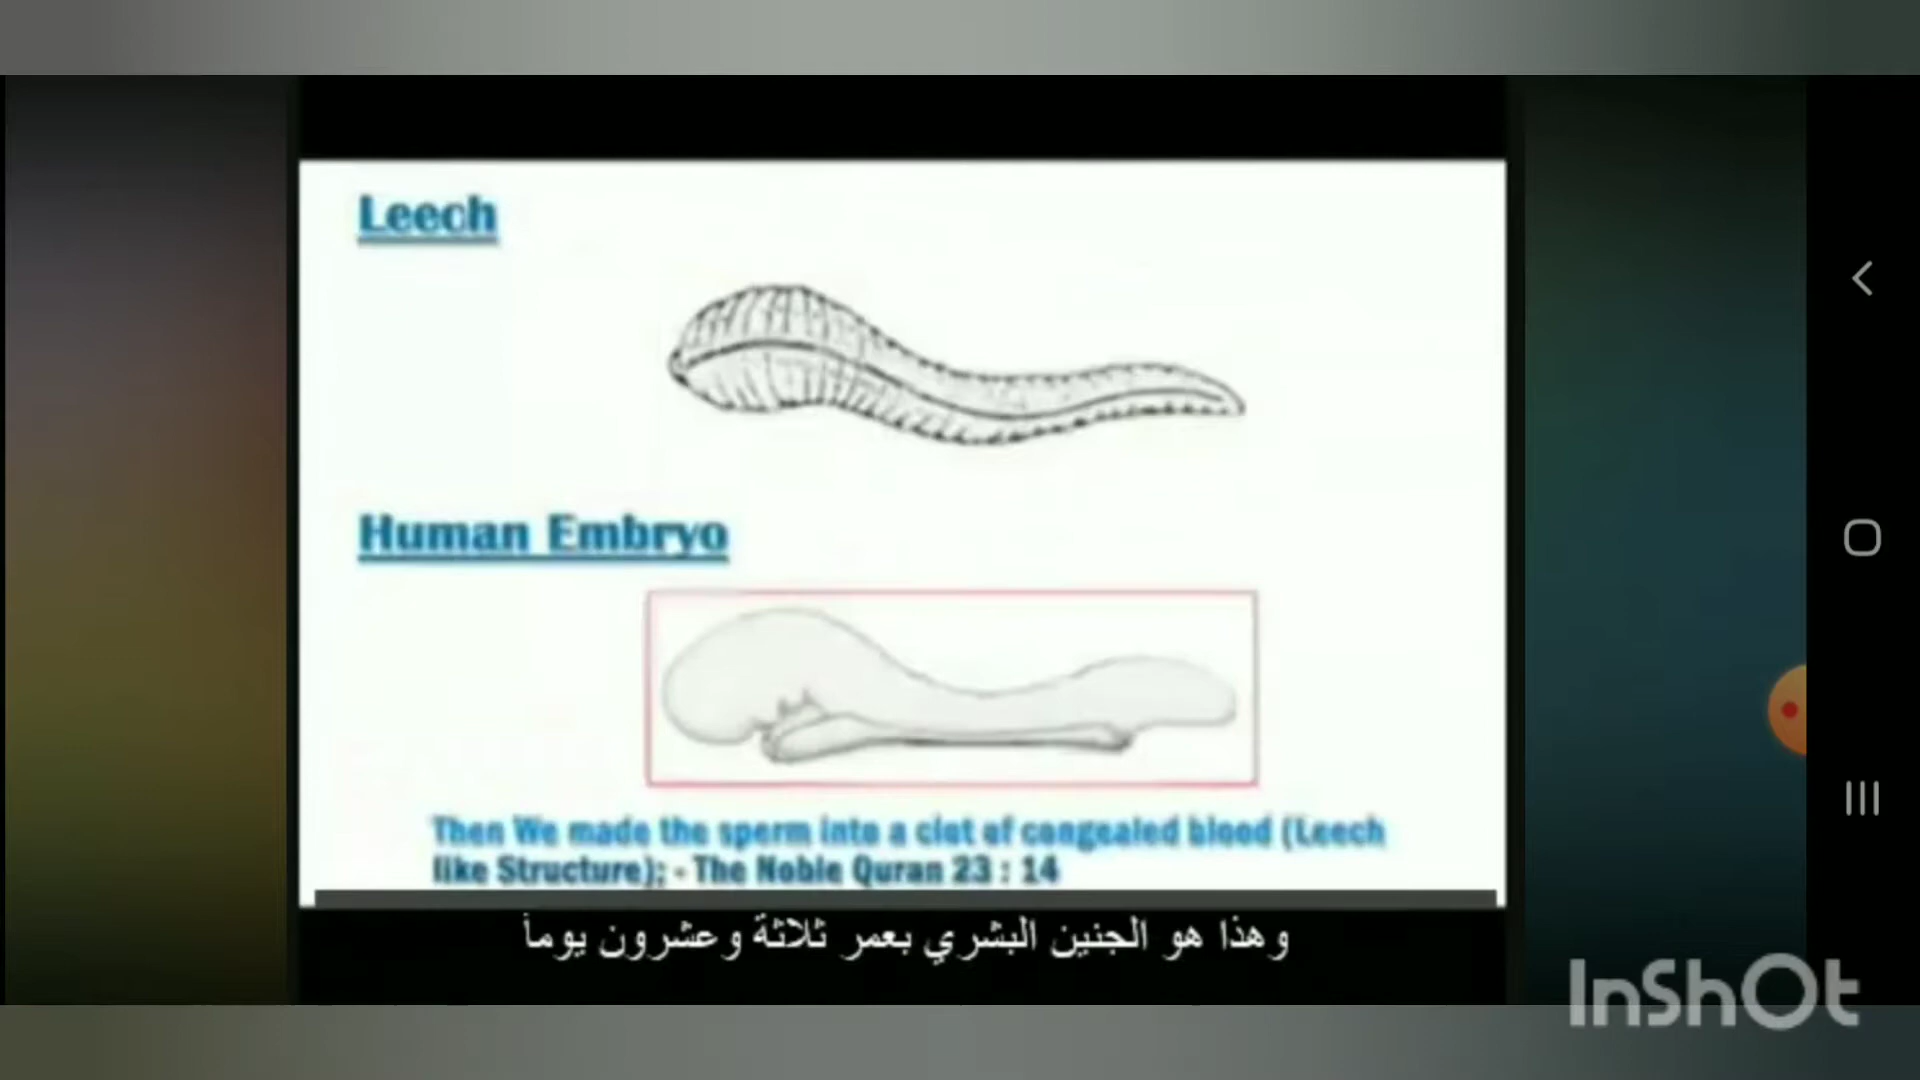 Leech
Human Embryo
Then We made the sperm into a clot of congealed blood (Leech
like Structure); - The Noble Quran 23 : 14
وهذا هو الجنين البشري بعمر ثلاثة وعشرون يوماً
InShOt